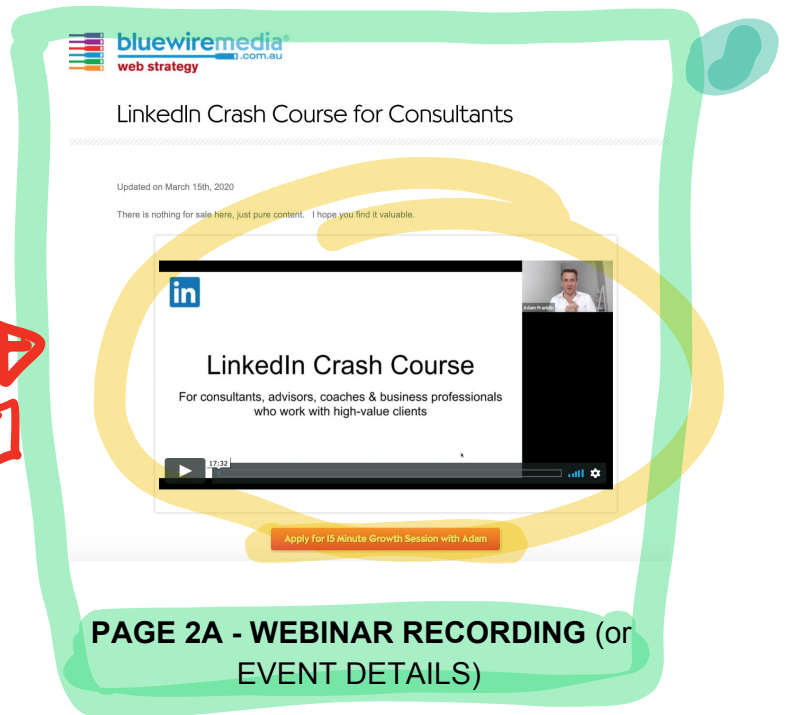 bluewiremedia®
.com.au
web strategy
LinkedIn Crash Course for Consultants
Updated on March 15th, 2020
There is nothing for sale here, just pure content. I hope you find it valuable.
in
Adam Franklin
LinkedIn Crash Course
For consultants, advisors, coaches & business professionals
who work with high-value clients
17:32
Apply for 15 Minute Growth Session with Adam
PAGE 2A - WEBINAR RECORDING (or
EVENT DETAILS)